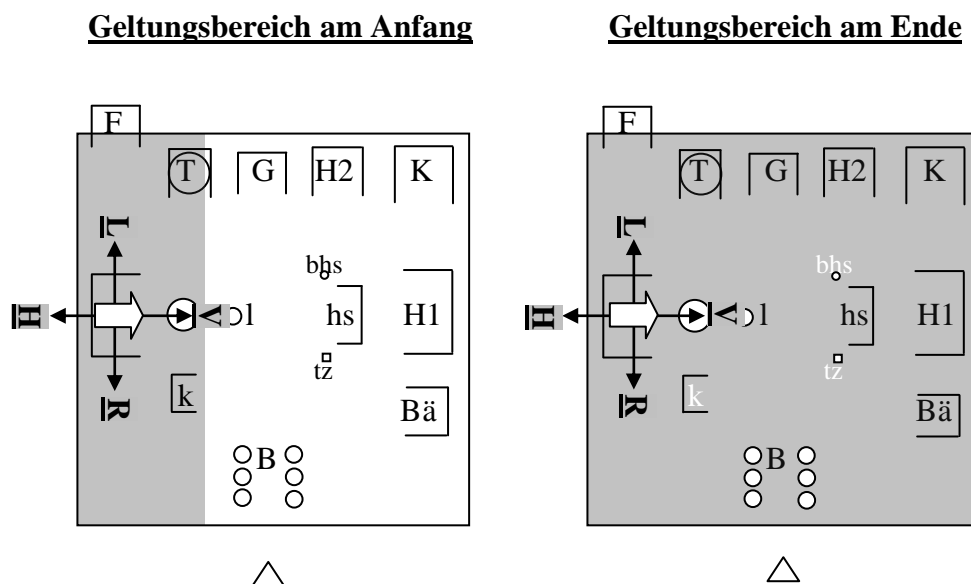 Geltungsbereich am Anfang
F
T G H2 K
L
bhs
H V l hs H1
tz
R k Bä
B
Geltungsbereich am Ende
F
T G H2 K
L
bhs
H V l hs H1
tz
R k Bä
B